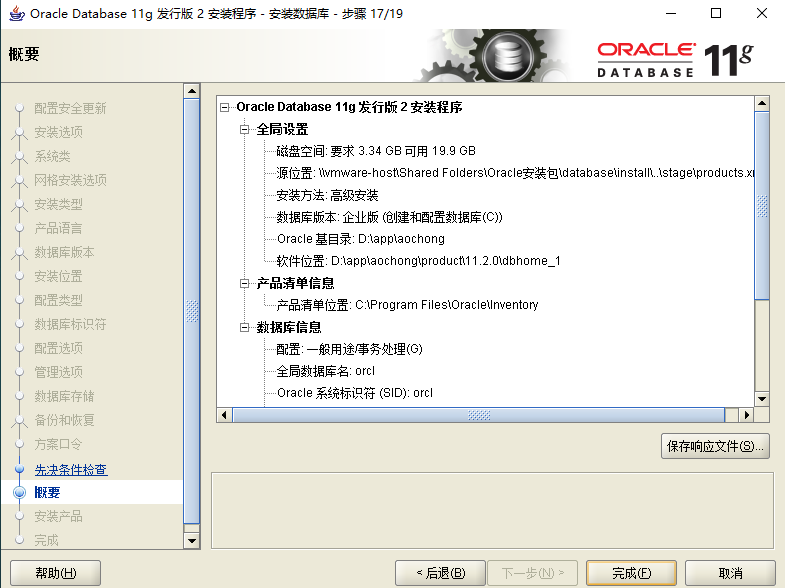 Oracle Database 11g 发行版 2 安装程序 - 安装数据库 - 步骤 17/19
概要
ORACLE
DATABASE
11g
配置安全更新
安装选项
系统类
网格安装选项
安装类型
产品语言
数据库版本
安装位置
配置类型
数据库标识符
配置选项
管理选项
数据库存储
备份和恢复
方案口令
先决条件检查
概要
安装产品
完成
Oracle Database 11g 发行版 2 安装程序
全局设置
磁盘空间: 要求 3.34 GB 可用 19.9 GB
源位置: \\vmware-host\Shared Folders\Oracle安装包\database\install\..\stage\products.x
安装方法: 高级安装
数据库版本: 企业版 (创建和配置数据库(C))
Oracle 基目录: D:\app\aochong
软件位置: D:\app\aochong\product\11.2.0\dbhome_1
产品清单信息
产品清单位置: C:\Program Files\Oracle\Inventory
数据库信息
配置: 一般用途/事务处理(G)
全局数据库名: orcl
Oracle 系统标识符 (SID): orcl
保存响应文件(S)...
帮助(H)
< 后退(B)
下一步(N) >
完成(F)
取消